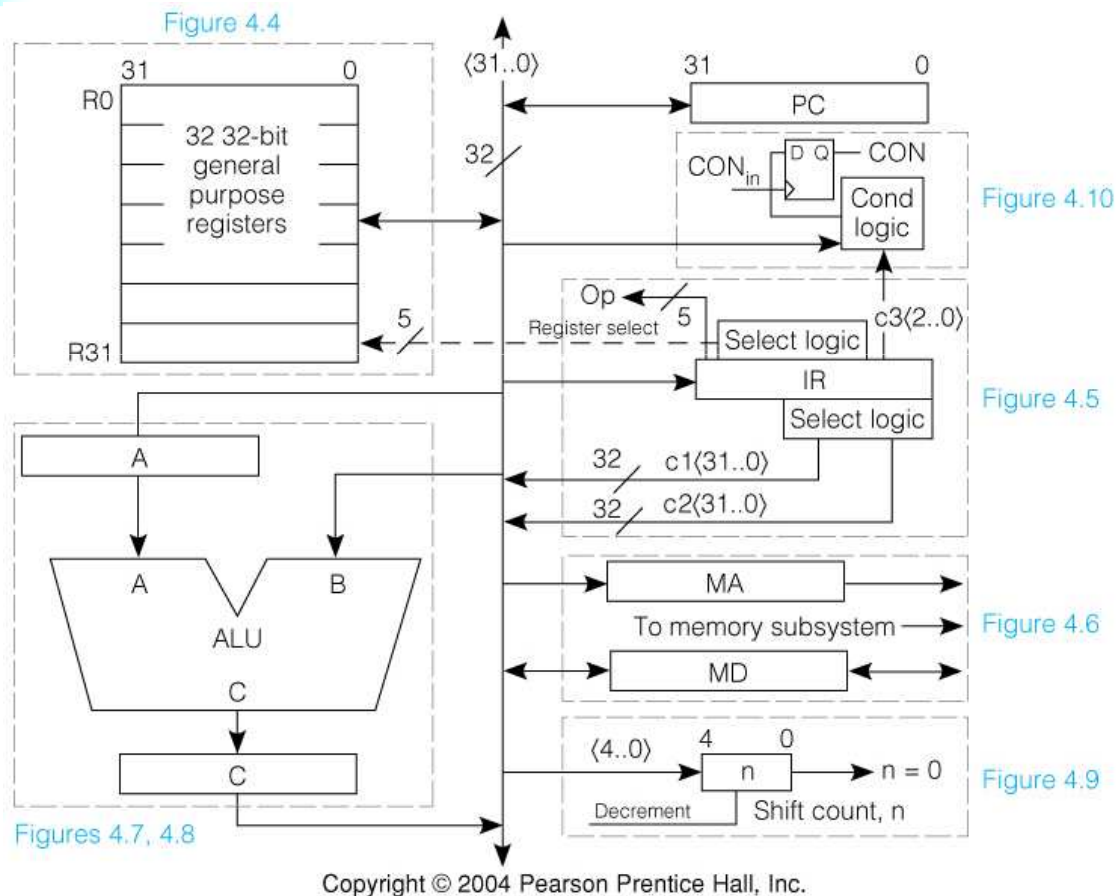 Figure 4.4
31 0
R0
32 32-bit
general
purpose
registers
R31
5
Register select
⟨31..0⟩
32
31 0
PC
D Q
CON
CONin
Cond
logic
Figure 4.10
Op
5
c3⟨2..0⟩
Select logic
IR
Select logic
32 c1⟨31..0⟩
32 c2⟨31..0⟩
Figure 4.5
A
A B
ALU
C
C
Figures 4.7, 4.8
MA
To memory subsystem
MD
Figure 4.6
⟨4..0⟩
4 0
n
n = 0
Decrement
Shift count, n
Figure 4.9
Copyright © 2004 Pearson Prentice Hall, Inc.